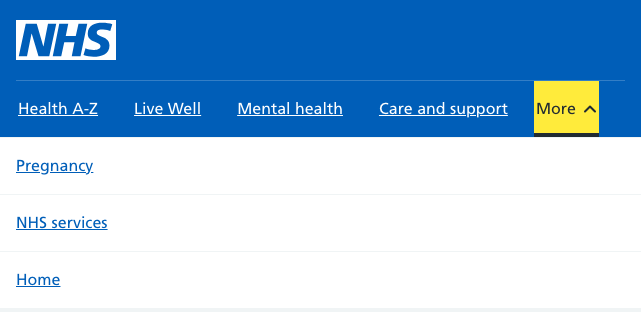 NHS
Health A-Z Live Well Mental health Care and support More
Pregnancy
NHS services
Home